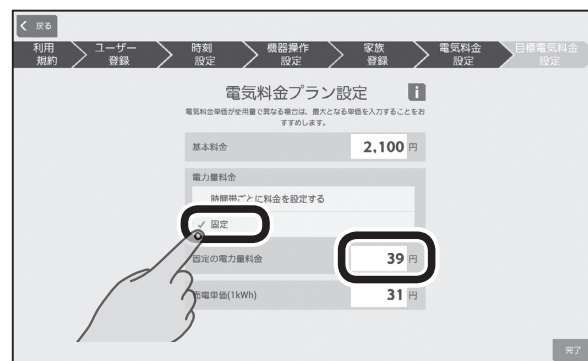 戻る
利用規約
ユーザー登録
時刻設定
機器操作設定
家族登録
電気料金設定
目標電気料金設定
電気料金プラン設定 i
電気料金単価が使用量で異なる場合は、最大となる単価を入力することをお
すすめします。
基本料金 2,100 円
電力量料金
時間帯ごとに料金を設定する
✓ 固定
固定の電力量料金 39 円
売電単価(1kWh) 31 円
完了